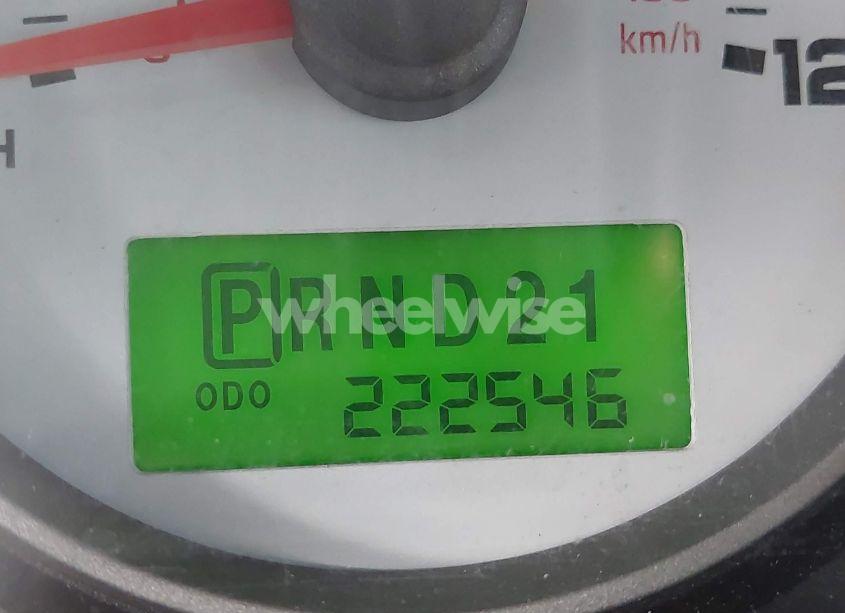 km/h
12
H
PRND21
wheelwise
ODO 222546